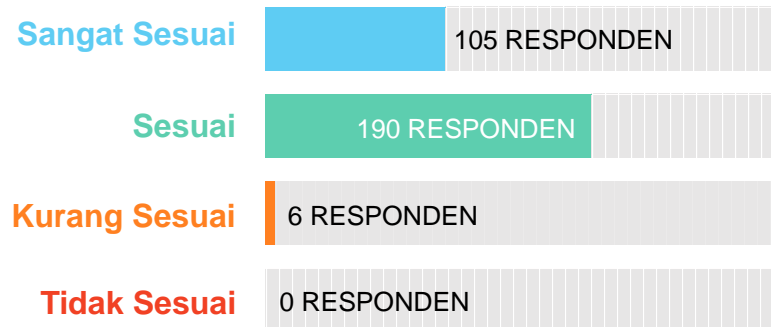 Sangat Sesuai 105 RESPONDEN
Sesuai 190 RESPONDEN
Kurang Sesuai 6 RESPONDEN
Tidak Sesuai 0 RESPONDEN